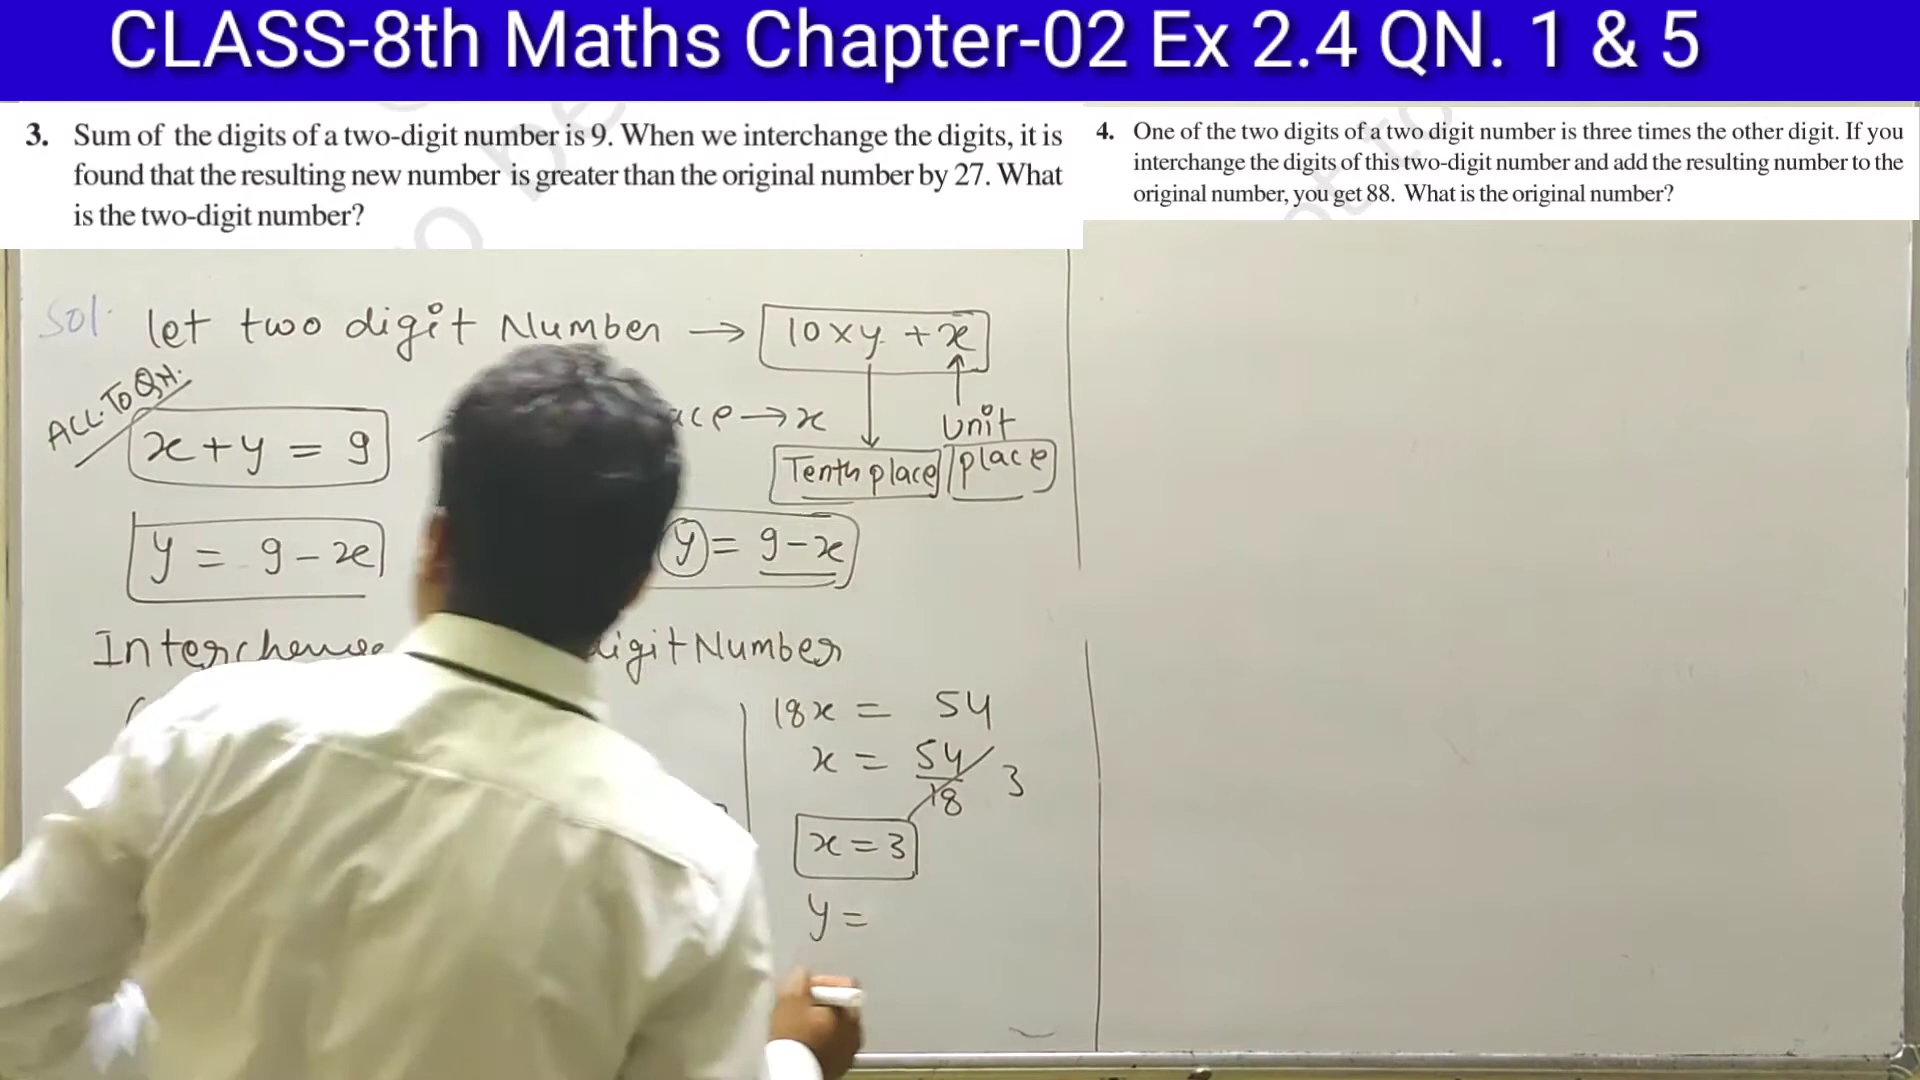 CLASS-8th Maths Chapter-02 Ex 2.4 QN. 1 & 5
3. Sum of the digits of a two-digit number is 9. When we interchange the digits, it is
found that the resulting new number is greater than the original number by 27. What
is the two-digit number?
4. One of the two digits of a two digit number is three times the other digit. If you
interchange the digits of this two-digit number and add the resulting number to the
original number, you get 88. What is the original number?
Sol. let two digit Number → 10×y + x
ACC. To QN.
x+y = 9
→ x
Unit
Tenth place place
y = 9-x
y = 9-x
Number
18x = 54
x = 54/18 3
x = 3
y =